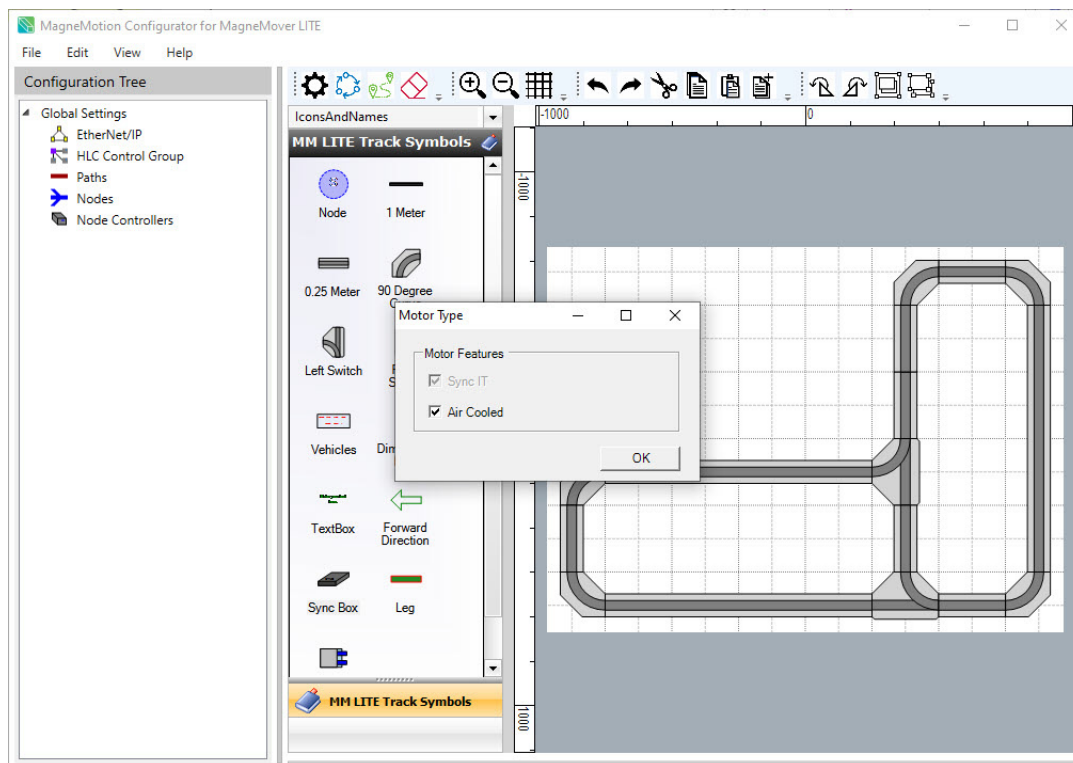 MagneMotion Configurator for MagneMover LITE
File Edit View Help
Configuration Tree
Global Settings
EtherNet/IP
HLC Control Group
Paths
Nodes
Node Controllers
IconsAndNames
MM LITE Track Symbols
Node
1 Meter
0.25 Meter
90 Degree
Left Switch
Vehicles
TextBox
Forward
Direction
Sync Box
Leg
MM LITE Track Symbols
-1000
0
-1000
1000
Motor Type
Motor Features
Sync IT
Air Cooled
OK